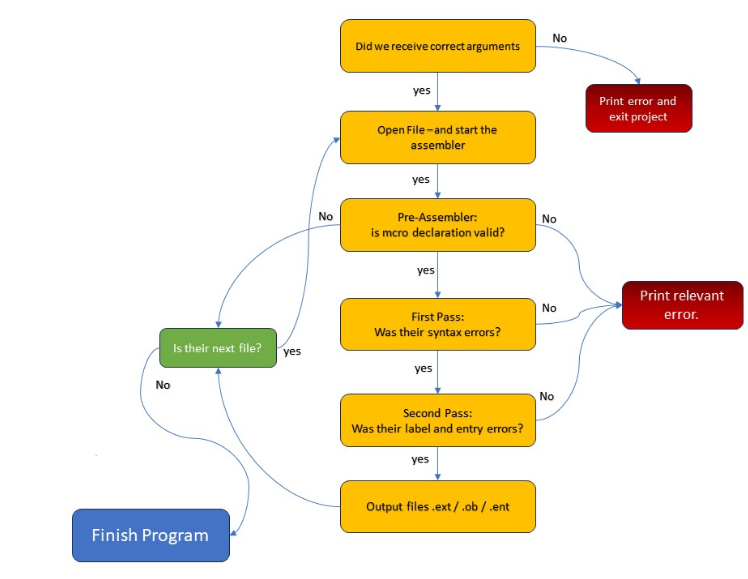 Did we receive correct arguments
No
yes
Print error and
exit project
Open File – and start the
assembler
yes
No
Pre-Assembler:
is mcro declaration valid?
No
yes
Print relevant
error.
First Pass:
Was their syntax errors?
No
Is their next file?
yes
yes
No
Second Pass:
Was their label and entry errors?
No
yes
Output files .ext / .ob / .ent
Finish Program